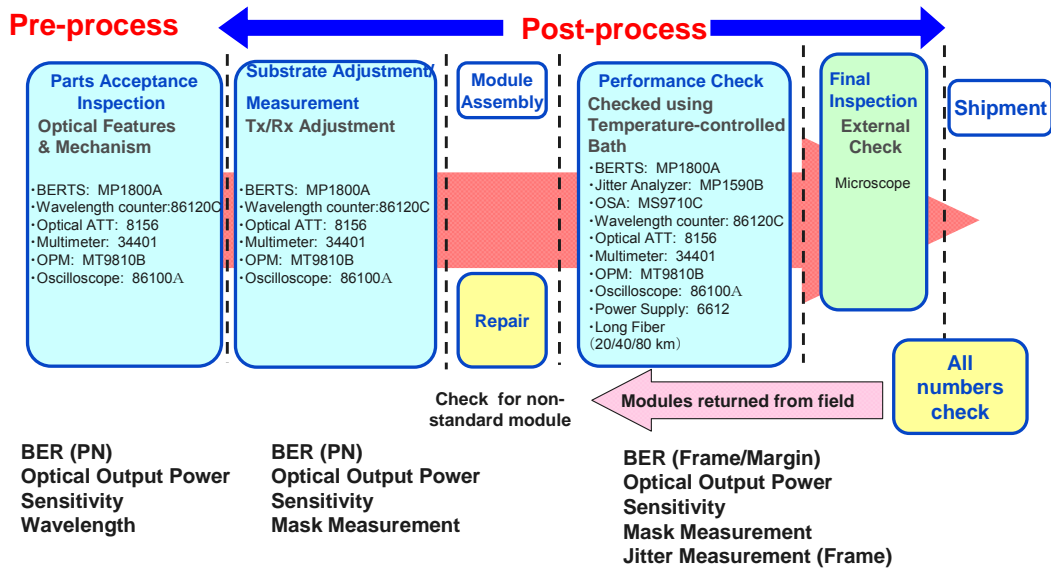 Pre-process
Post-process
Parts Acceptance
Inspection
Optical Features
& Mechanism
・BERTS: MP1800A
・Wavelength counter:86120C
・Optical ATT: 8156
・Multimeter: 34401
・OPM: MT9810B
・Oscilloscope: 86100A
Substrate Adjustment/
Measurement
Tx/Rx Adjustment
・BERTS: MP1800A
・Wavelength counter:86120C
・Optical ATT: 8156
・Multimeter: 34401
・OPM: MT9810B
・Oscilloscope: 86100A
Module
Assembly
Repair
Performance Check
Checked using
Temperature-controlled
Bath
・BERTS: MP1800A
・Jitter Analyzer: MP1590B
・OSA: MS9710C
・Wavelength counter: 86120C
・Optical ATT: 8156
・Multimeter: 34401
・OPM: MT9810B
・Oscilloscope: 86100A
・Power Supply: 6612
・Long Fiber
(20/40/80 km)
Final
Inspection
External
Check
Microscope
Shipment
All
numbers
check
Modules returned from field
Check for non-
standard module
BER (PN)
Optical Output Power
Sensitivity
Wavelength
BER (PN)
Optical Output Power
Sensitivity
Mask Measurement
BER (Frame/Margin)
Optical Output Power
Sensitivity
Mask Measurement
Jitter Measurement (Frame)